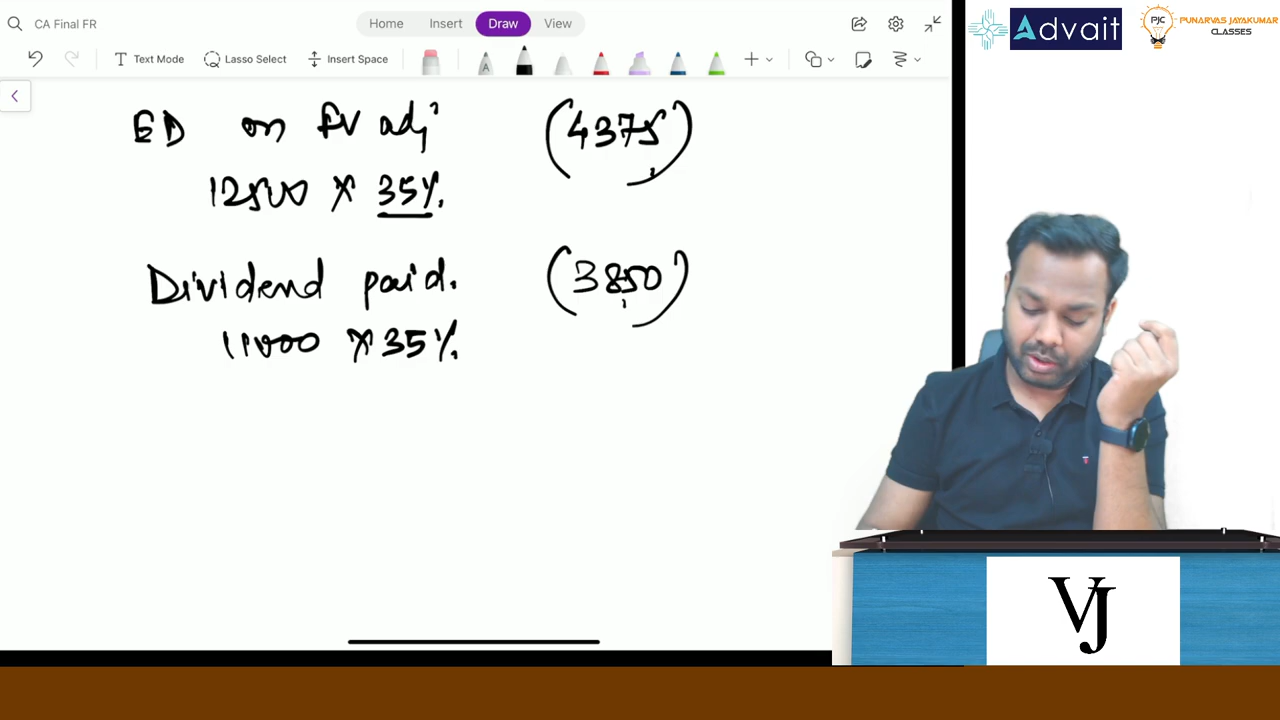 CA Final FR
Home Insert Draw View
Advait
PJC
PUNARVAS JAYAKUMAR
CLASSES
Text Mode Lasso Select Insert Space
A
ED on FV adj (4375)
12500 X 35%.
Dividend paid. (3850)
11000 X 35%.
VJ